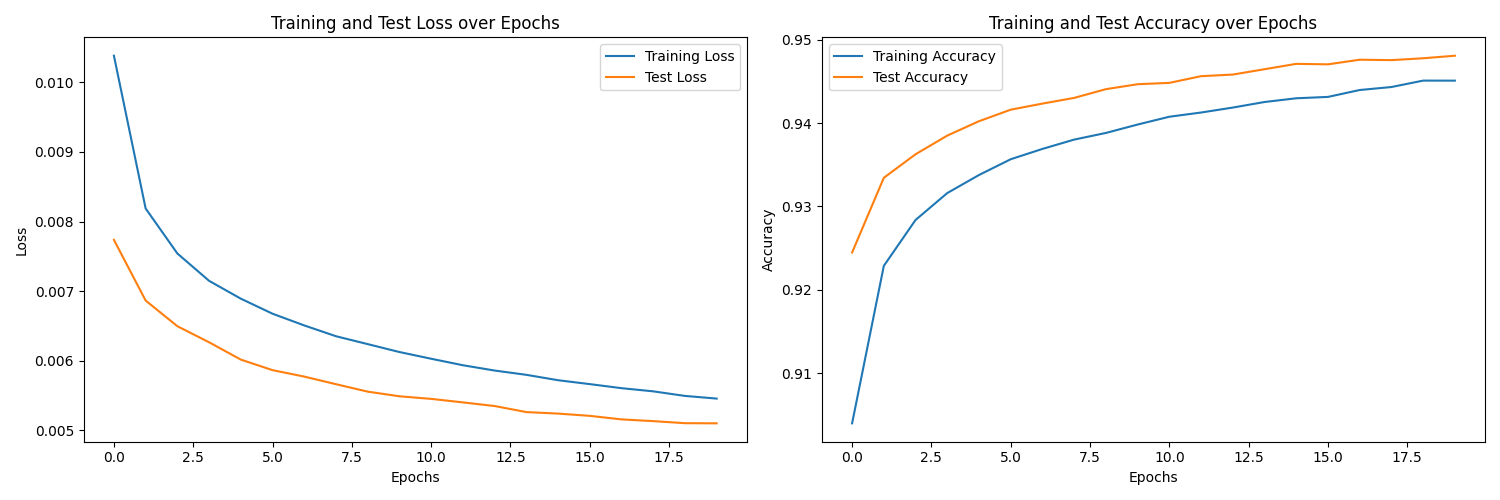 Training and Test Loss over Epochs
Training Loss
Test Loss
0.010
0.009
0.008
0.007
0.006
0.005
Loss
0.0 2.5 5.0 7.5 10.0 12.5 15.0 17.5
Epochs
Training and Test Accuracy over Epochs
Training Accuracy
Test Accuracy
0.95
0.94
0.93
0.92
0.91
Accuracy
0.0 2.5 5.0 7.5 10.0 12.5 15.0 17.5
Epochs